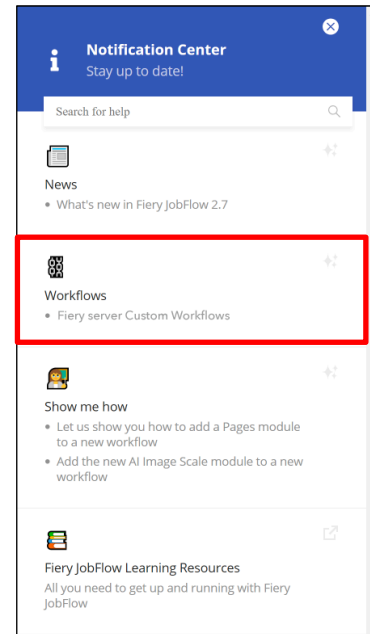 Notification Center
Stay up to date!
Search for help
News
• What's new in Fiery JobFlow 2.7
Workflows
• Fiery server Custom Workflows
Show me how
• Let us show you how to add a Pages module
to a new workflow
• Add the new AI Image Scale module to a new
workflow
Fiery JobFlow Learning Resources
All you need to get up and running with Fiery
JobFlow